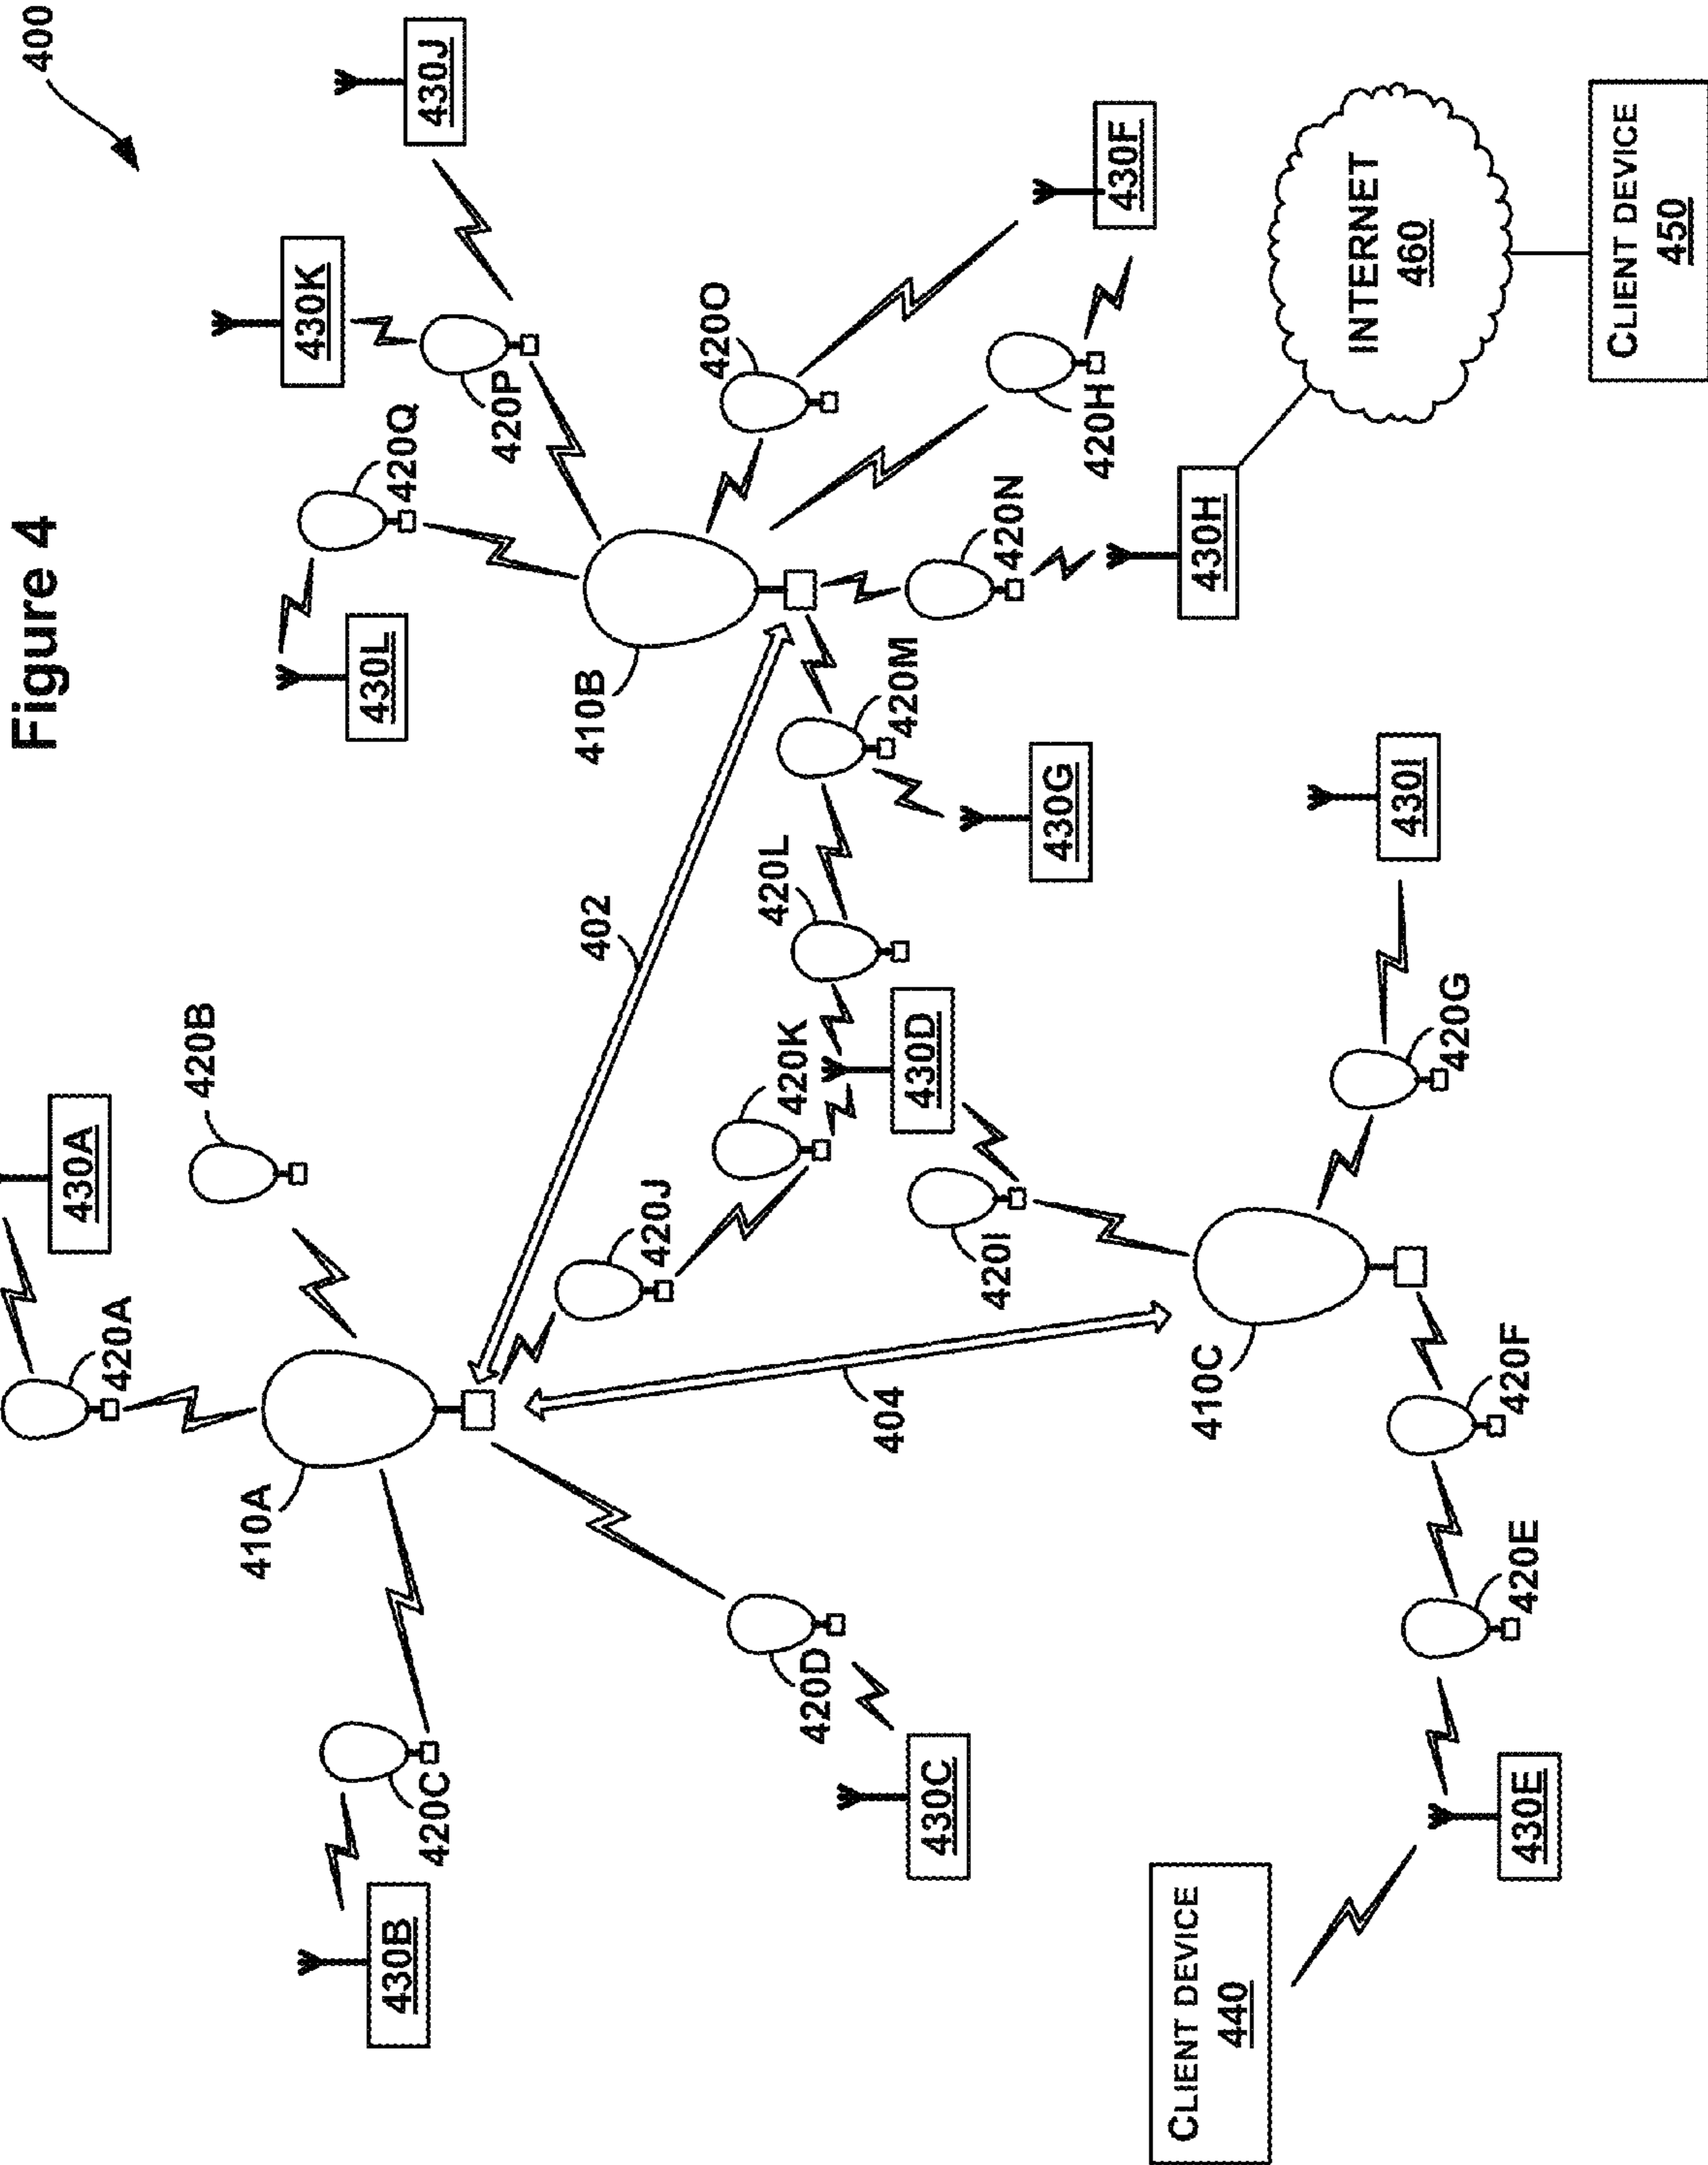 Figure 4
400
430A
420A
420B
410A
430K
430L
430B
420Q
420C
430J
420P
410B
402
420J
420O
420L
420K
420D
404
420M
430D
430C
420I
420N
430G
420H
430F
CLIENT DEVICE
440
410C
430H
INTERNET
460
430I
420G
420F
420E
430E
CLIENT DEVICE
450